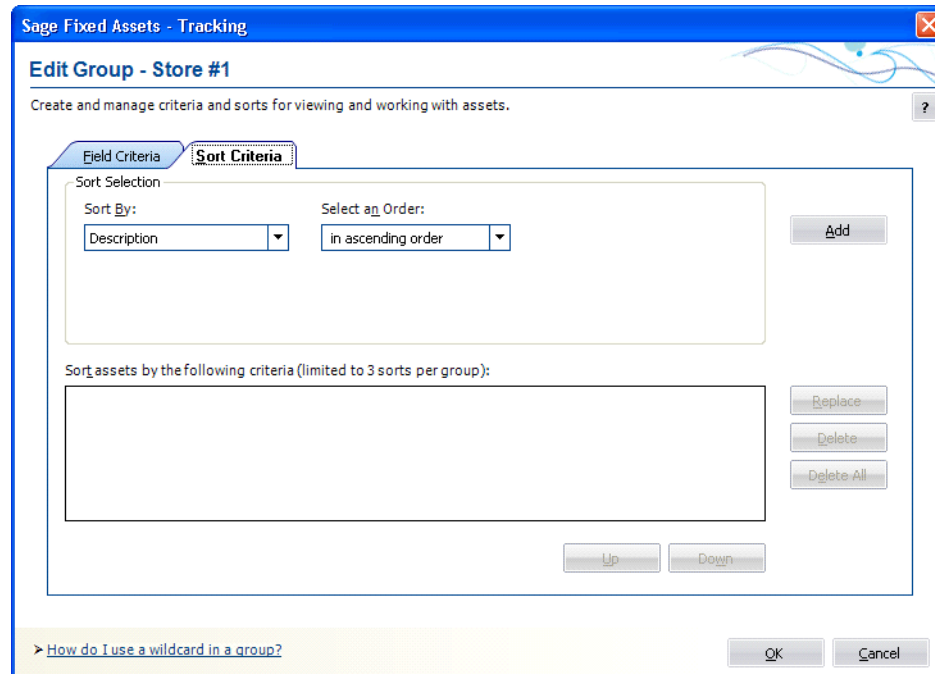 Sage Fixed Assets - Tracking
Edit Group - Store #1
Create and manage criteria and sorts for viewing and working with assets.
?
Field Criteria
Sort Criteria
Sort Selection
Sort By:
Select an Order:
Description
in ascending order
Add
Sort assets by the following criteria (limited to 3 sorts per group):
Replace
Delete
Delete All
Up
Down
How do I use a wildcard in a group?
OK
Cancel